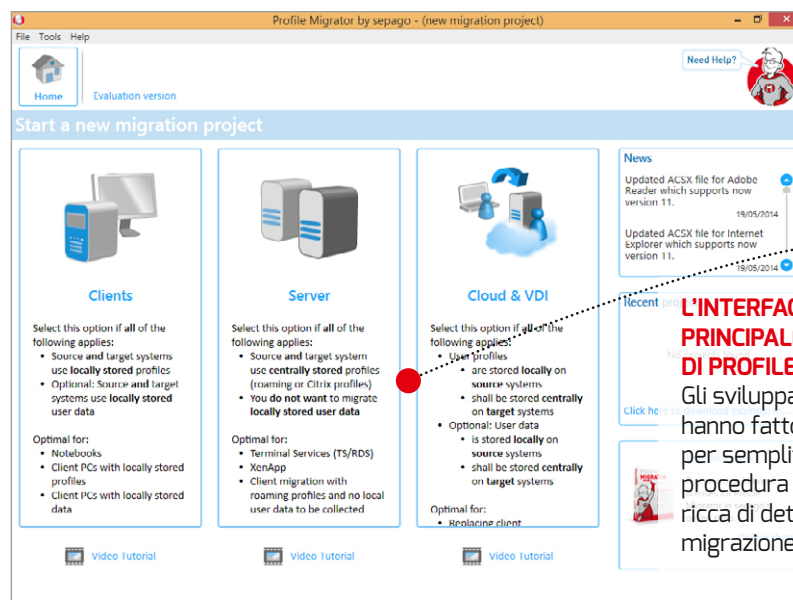 Profile Migrator by sepago - (new migration project)
File Tools Help
Home
Evaluation version
Need Help?
Start a new migration project
Clients
Select this option if all of the
following applies:
• Source and target systems
use locally stored profiles
• Optional: Source and target
systems use locally stored
user data
Optimal for:
• Notebooks
• Client PCs with locally stored
profiles
• Client PCs with locally stored
data
Video Tutorial
Server
Select this option if all of the
following applies:
• Source and target system
use centrally stored profiles
(roaming or Citrix profiles)
• You do not want to migrate
locally stored user data
Optimal for:
• Terminal Services (TS/RDS)
• XenApp
• Client migration with
roaming profiles and no local
user data to be collected
Video Tutorial
Cloud & VDI
Select this option if all of the
following applies:
• User profiles
• are stored locally on
source systems
• shall be stored centrally
on target systems
• Optional: User data
• is stored locally on
source systems
• shall be stored centrally
on target systems
Optimal for:
• Replacing client
Video Tutorial
News
Updated ACSX file for Adobe
Reader which supports now
version 11.
19/05/2014
Updated ACSX file for Internet
Explorer which supports now
version 11.
19/05/2014
Recent
Click here
L'INTERFAC
PRINCIPALE
DI PROFILE
Gli sviluppa
hanno fatto
per semplif
procedura
ricca di det
migrazione